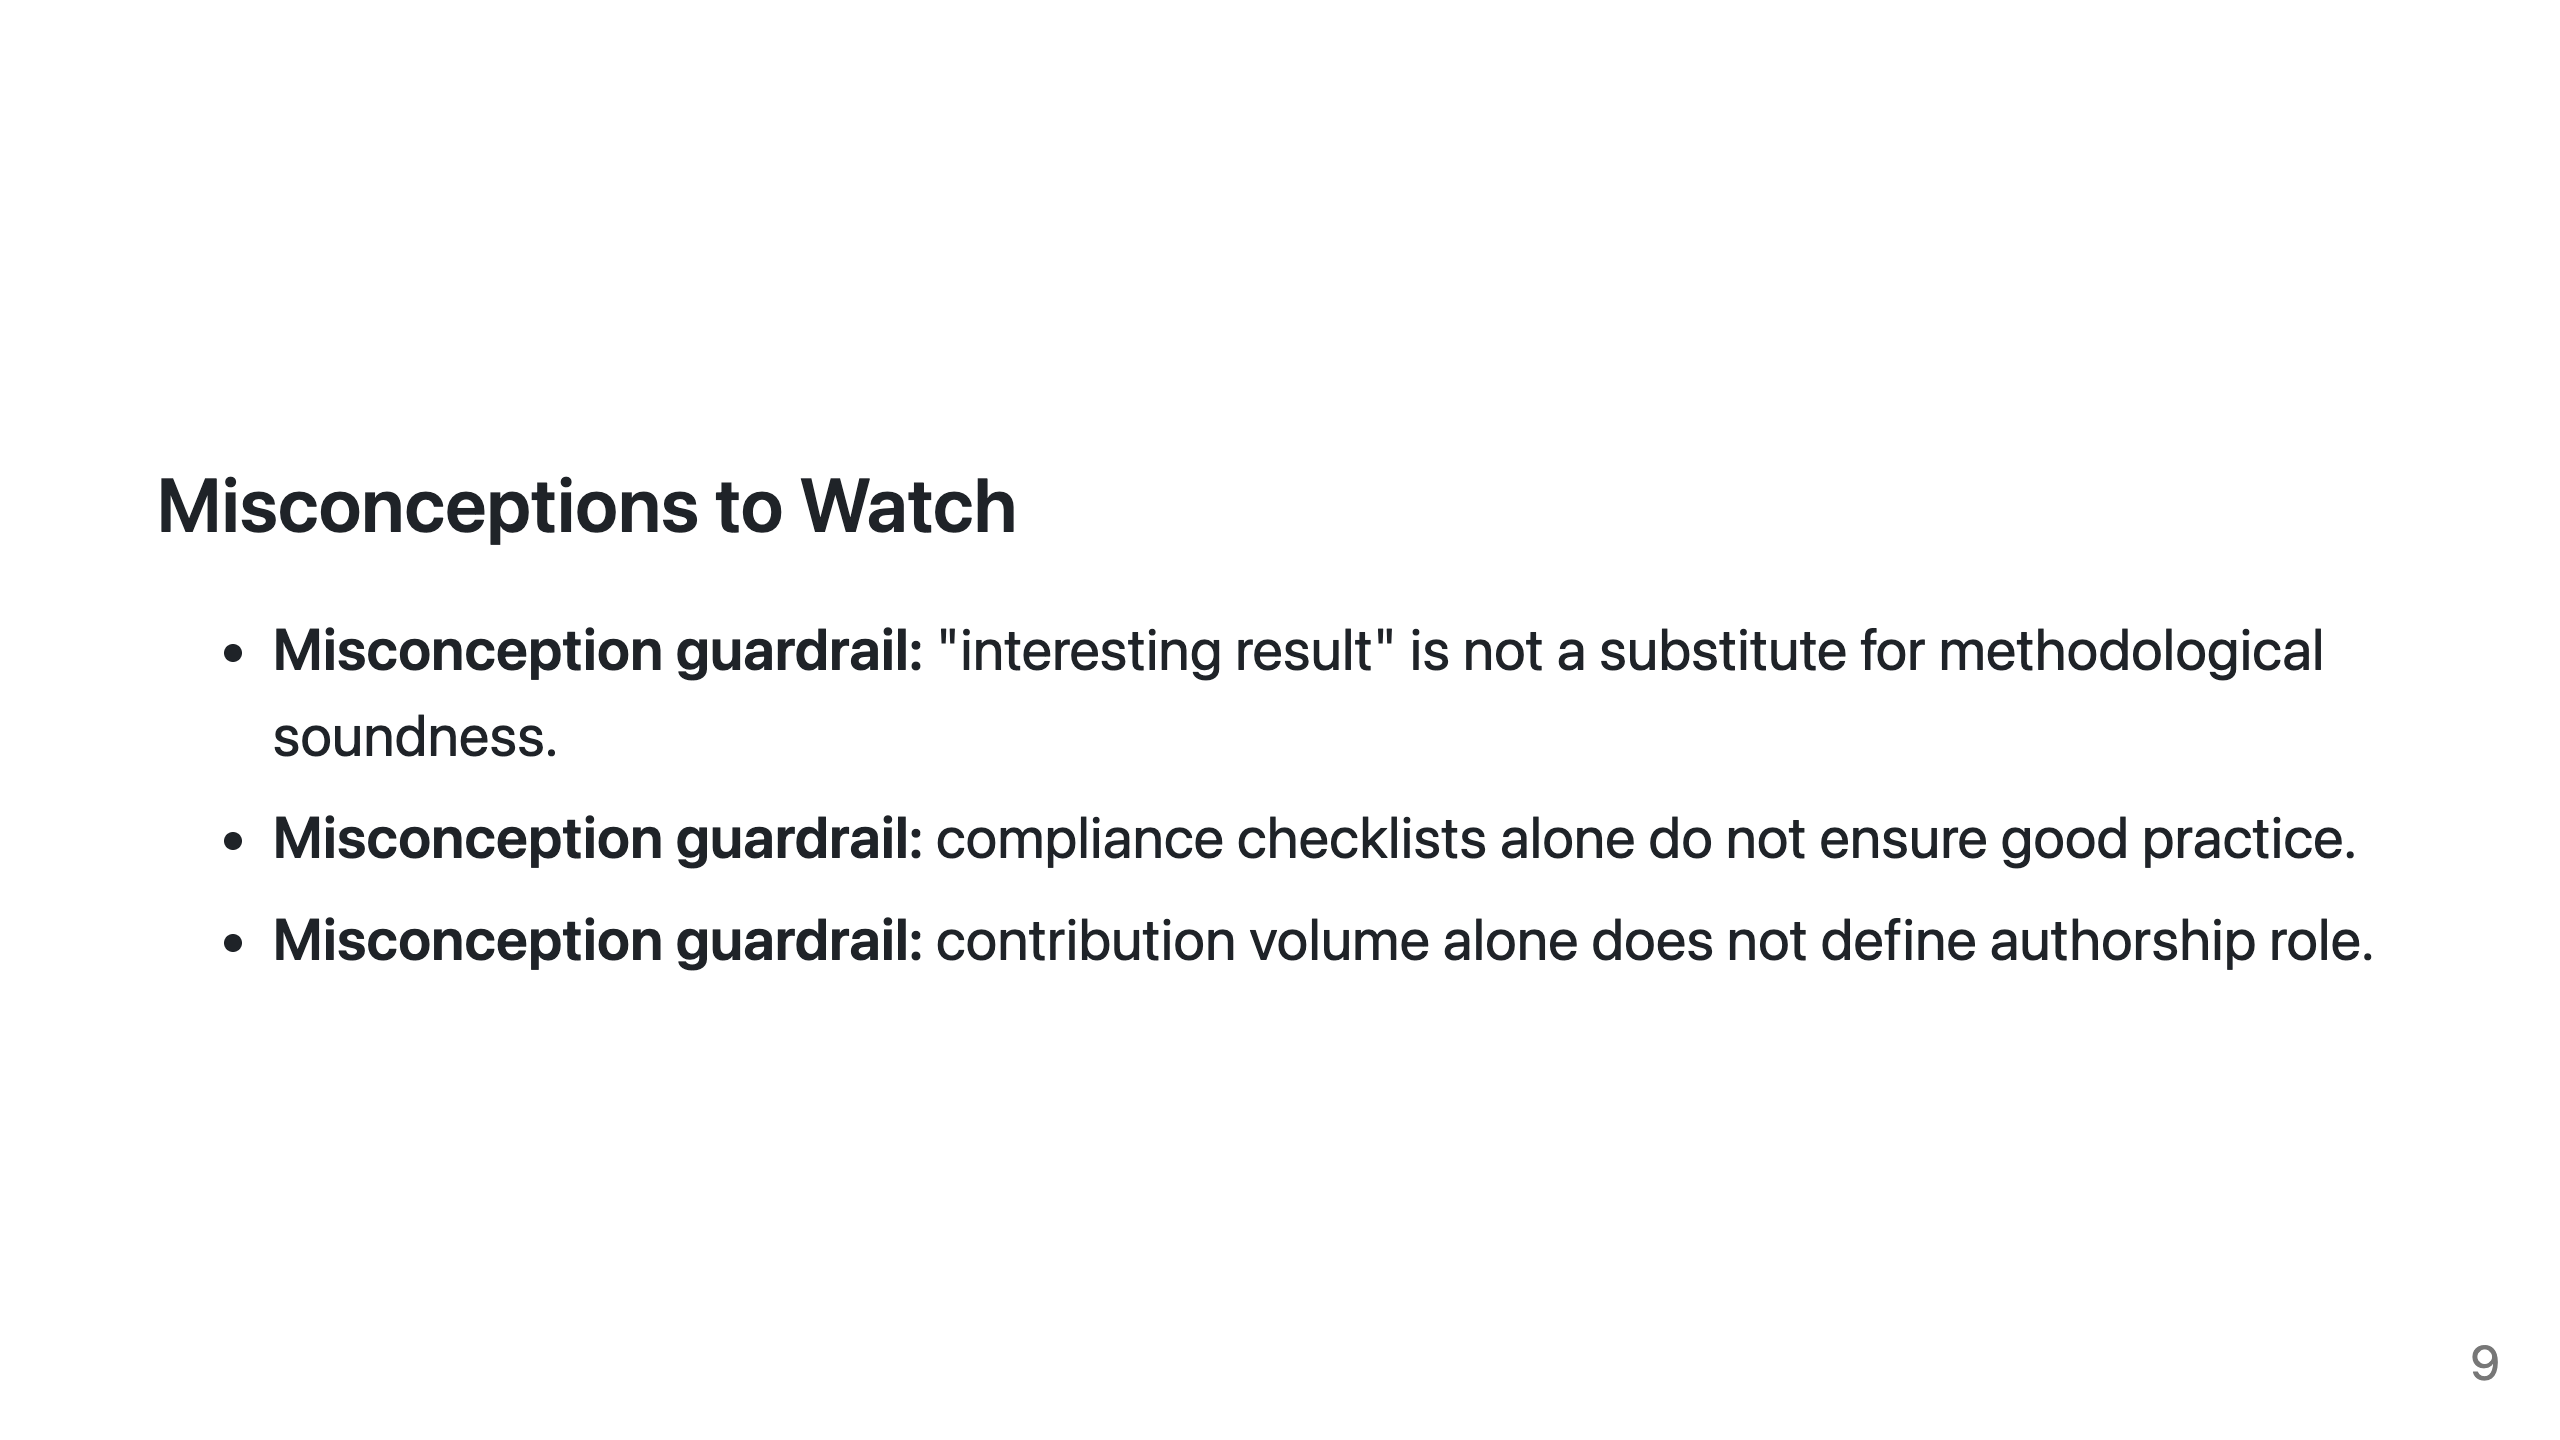 Misconceptions to Watch
• Misconception guardrail: "interesting result" is not a substitute for methodological
soundness.
• Misconception guardrail: compliance checklists alone do not ensure good practice.
• Misconception guardrail: contribution volume alone does not define authorship role.
9